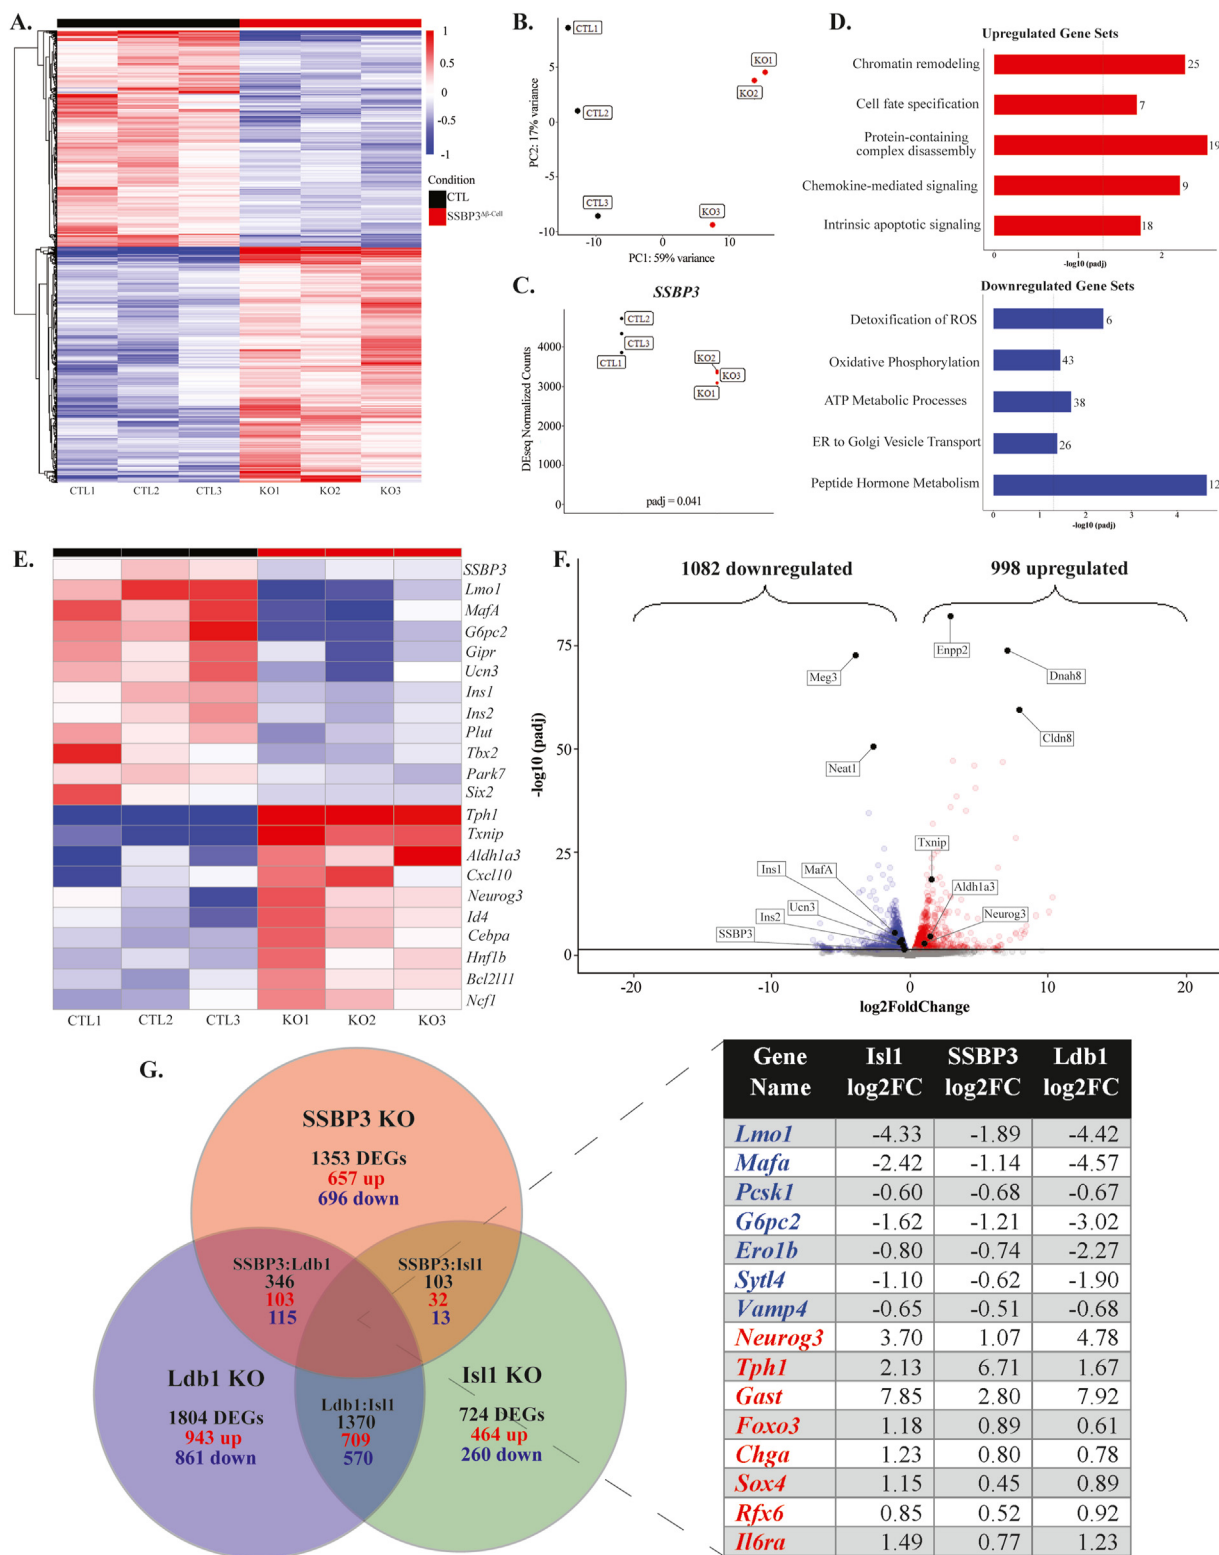 A.
1
0.5
0
-0.5
-1
Condition
CTL
SSBP3^Δβ-Cell
CTL1 CTL2 CTL3 KO1 KO2 KO3
B.
CTL1
KO1
KO2
CTL2
CTL3
KO3
5
0
-5
-10
PC2: 17% variance
-10 0 10
PC1: 59% variance
C.
SSBP3
CTL2
CTL3
CTL1
KO2
KO3
KO1
4000
3000
2000
1000
0
DEseq Normalized Counts
padj = 0.041
D.
Upregulated Gene Sets
Chromatin remodeling 25
Cell fate specification 7
Protein-containing
complex disassembly 19
Chemokine-mediated signaling 9
Intrinsic apoptotic signaling 18
0 1 2
-log10 (padj)
Downregulated Gene Sets
Detoxification of ROS 6
Oxidative Phosphorylation 43
ATP Metabolic Processes 38
ER to Golgi Vesicle Transport 26
Peptide Hormone Metabolism 12
0 1 2 3 4
-log10 (padj)
E.
SSBP3
Lmo1
MafA
G6pc2
Gipr
Ucn3
Ins1
Ins2
Plut
Tbx2
Park7
Six2
Tph1
Txnip
Aldh1a3
Cxcl10
Neurog3
Id4
Cebpa
Hnf1b
Bcl2l11
Ncf1
CTL1 CTL2 CTL3 KO1 KO2 KO3
F.
1082 downregulated 998 upregulated
75
50
25
0
-log10 (padj)
Enpp2
Meg3
Dnah8
Cldn8
Neat1
Txnip
Ins1
MafA
Aldh1a3
Ucn3
Neurog3
Ins2
SSBP3
-20 -10 0 10 20
log2FoldChange
G.
SSBP3 KO
1353 DEGs
657 up
696 down
SSBP3:Ldb1
346
103
115
SSBP3:Isl1
103
32
13
Ldb1 KO
1804 DEGs
943 up
861 down
Ldb1:Isl1
1370
709
570
Isl1 KO
724 DEGs
464 up
260 down
Gene Isl1 SSBP3 Ldb1
Name log2FC log2FC log2FC
Lmo1 -4.33 -1.89 -4.42
Mafa -2.42 -1.14 -4.57
Pcsk1 -0.60 -0.68 -0.67
G6pc2 -1.62 -1.21 -3.02
Ero1b -0.80 -0.74 -2.27
Sytl4 -1.10 -0.62 -1.90
Vamp4 -0.65 -0.51 -0.68
Neurog3 3.70 1.07 4.78
Tph1 2.13 6.71 1.67
Gast 7.85 2.80 7.92
Foxo3 1.18 0.89 0.61
Chga 1.23 0.80 0.78
Sox4 1.15 0.45 0.89
Rfx6 0.85 0.52 0.92
Il6ra 1.49 0.77 1.23